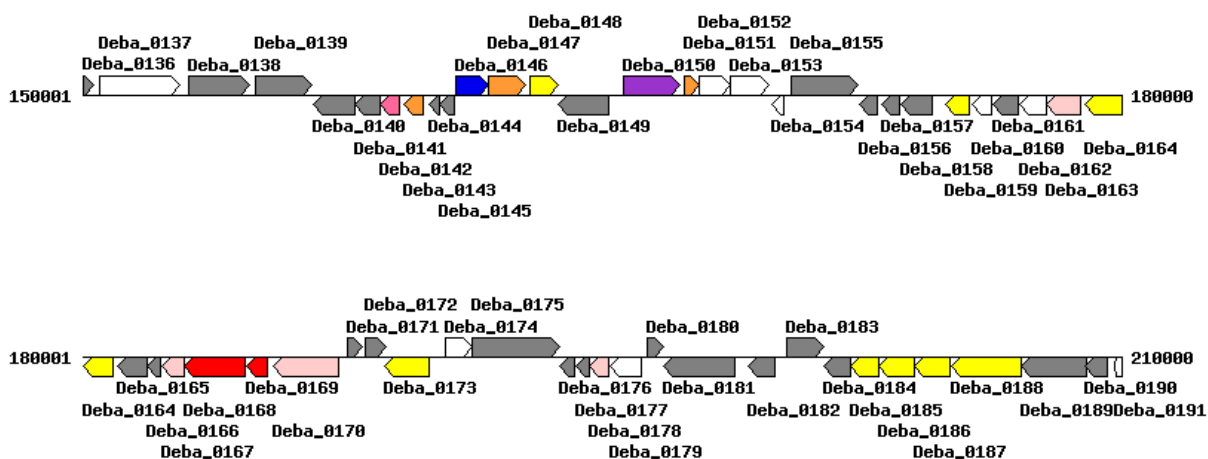 Deba_0148
Deba_0152
Deba_0137 Deba_0139 Deba_0147 Deba_0151 Deba_0155
Deba_0136 Deba_0138 Deba_0146 Deba_0150 Deba_0153
150001 180000
Deba_0140 Deba_0144 Deba_0149 Deba_0154 Deba_0157 Deba_0161
Deba_0141 Deba_0156 Deba_0160 Deba_0164
Deba_0142 Deba_0158 Deba_0162
Deba_0143 Deba_0159 Deba_0163
Deba_0145
Deba_0172 Deba_0175
Deba_0171 Deba_0174 Deba_0180 Deba_0183
180001 210000
Deba_0165 Deba_0169 Deba_0173 Deba_0176 Deba_0181 Deba_0184 Deba_0188 Deba_0190
Deba_0164 Deba_0168 Deba_0170 Deba_0177 Deba_0182 Deba_0185 Deba_0189 Deba_0191
Deba_0166 Deba_0178 Deba_0186
Deba_0167 Deba_0179 Deba_0187